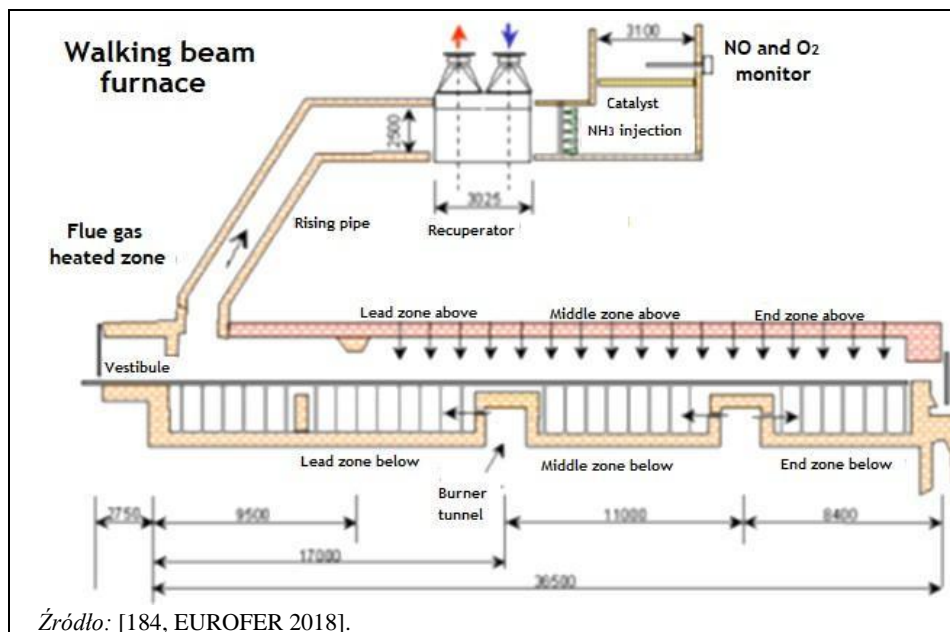 Walking beam
furnace
3100
NO and O2
monitor
Catalyst
NH3 injection
2500
3025
Rising pipe
Recuperator
Flue gas
heated zone
Lead zone above
Middle zone above
End zone above
Vestibule
Lead zone below
Middle zone below
End zone below
Burner
tunnel
2750
9500
11000
8400
17000
36500
Źródło: [184, EUROFER 2018].